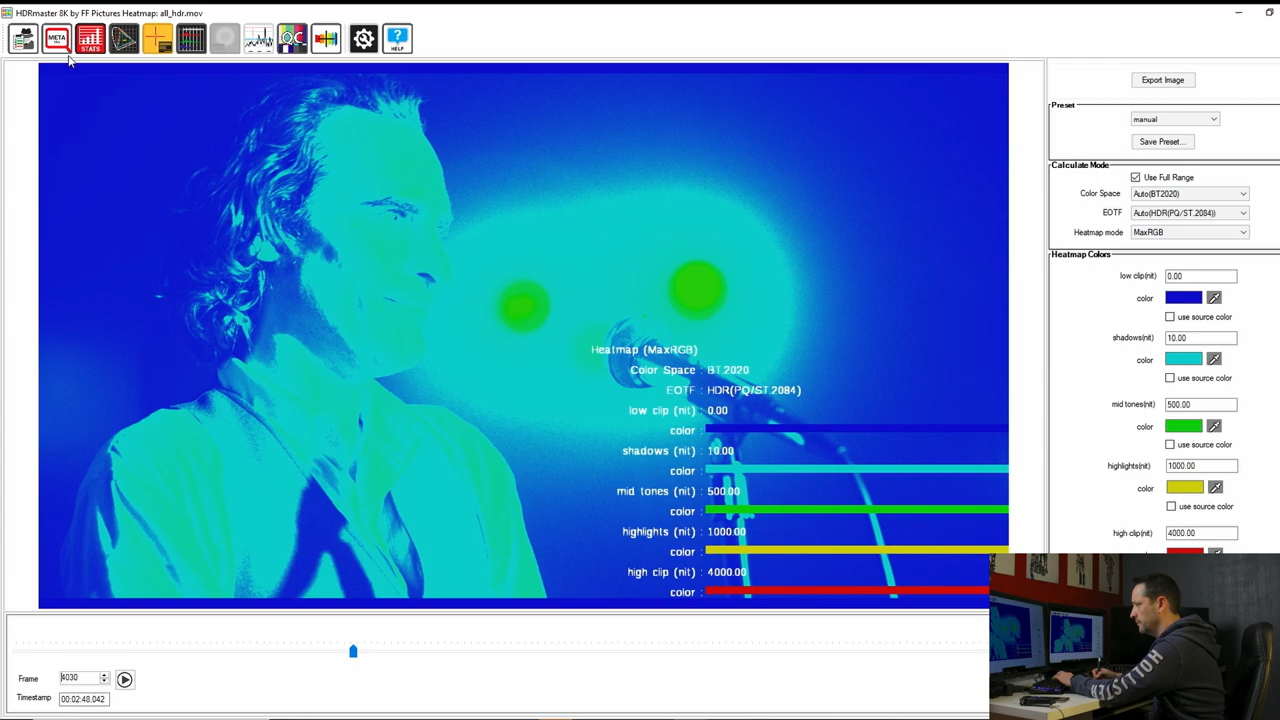 HDRmaster 8K by FF Pictures Heatmap: all_hdr.mov
META
STATS
QC
HELP
Export Image
Preset
manual
Save Preset...
Calculate Mode
Use Full Range
Color Space Auto(BT2020)
EOTF Auto(HDR(PQ/ST.2084))
Heatmap mode MaxRGB
Heatmap Colors
low clip(nit) 0.00
color
use source color
shadows(nit) 10.00
color
use source color
mid tones(nit) 500.00
color
use source color
highlights(nit) 1000.00
color
use source color
high clip(nit) 4000.00
Heatmap (MaxRGB)
Color Space : BT.2020
EOTF : HDR(PQ/ST.2084)
low clip (nit) : 0.00
color :
shadows (nit) : 10.00
color :
mid tones (nit) : 500.00
color :
highlights (nit) : 1000.00
color :
high clip (nit) : 4000.00
color :
Frame 4030
Timestamp 00:02:48,042
HOLLISTER